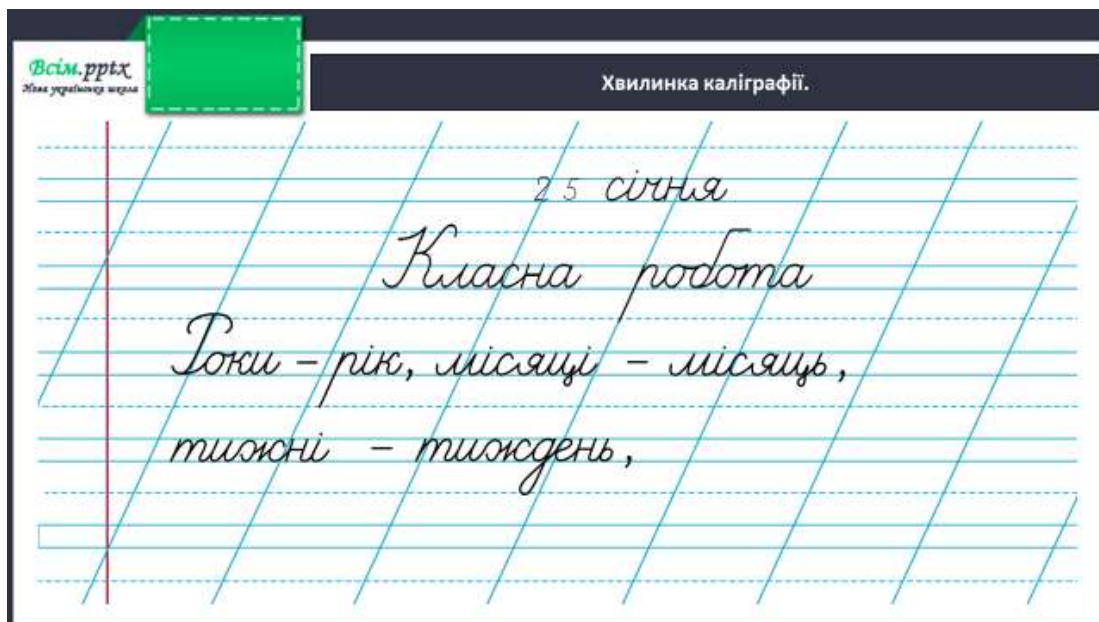 Всім.pptx
Нова українська школа
Хвилинка каліграфії.
25 січня
Класна робота
Роки – рік, місяці – місяць,
тижні – тиждень,